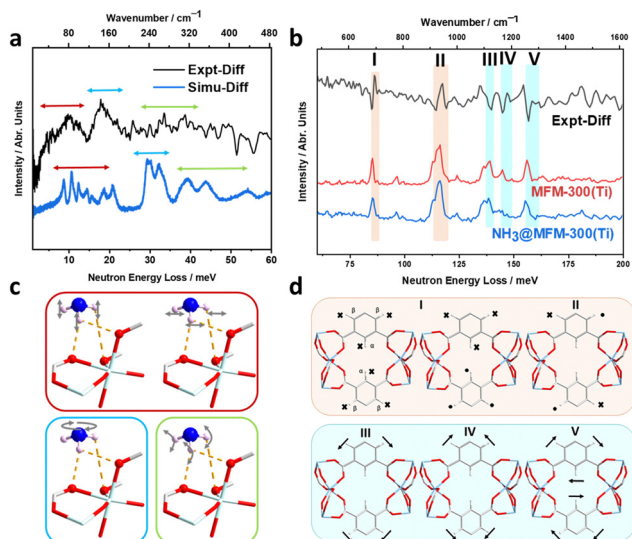 a
Wavenumber / cm⁻¹
0 80 160 240 320 400 480
Expt-Diff
Simu-Diff
Intensity / Abr. Units
0 10 20 30 40 50 60
Neutron Energy Loss / meV
b
Wavenumber / cm⁻¹
600 800 1000 1200 1400 1600
I II III IV V
Expt-Diff
MFM-300(Ti)
NH₃@MFM-300(Ti)
Intensity / Abr. Units
75 100 125 150 175 200
Neutron Energy Loss / meV
c
d
I II
β β
α
α
β β
III IV V